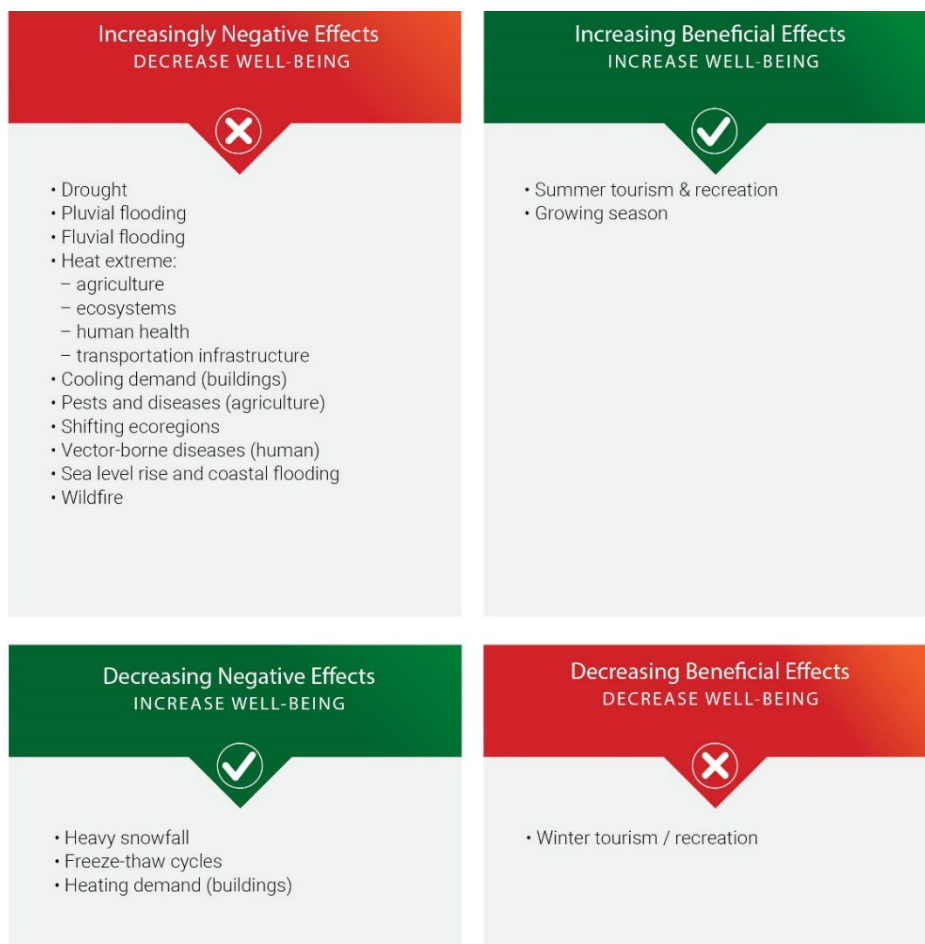 Increasingly Negative Effects
DECREASE WELL-BEING
• Drought
• Pluvial flooding
• Fluvial flooding
• Heat extreme:
– agriculture
– ecosystems
– human health
– transportation infrastructure
• Cooling demand (buildings)
• Pests and diseases (agriculture)
• Shifting ecoregions
• Vector-borne diseases (human)
• Sea level rise and coastal flooding
• Wildfire
Increasing Beneficial Effects
INCREASE WELL-BEING
• Summer tourism & recreation
• Growing season
Decreasing Negative Effects
INCREASE WELL-BEING
• Heavy snowfall
• Freeze-thaw cycles
• Heating demand (buildings)
Decreasing Beneficial Effects
DECREASE WELL-BEING
• Winter tourism / recreation